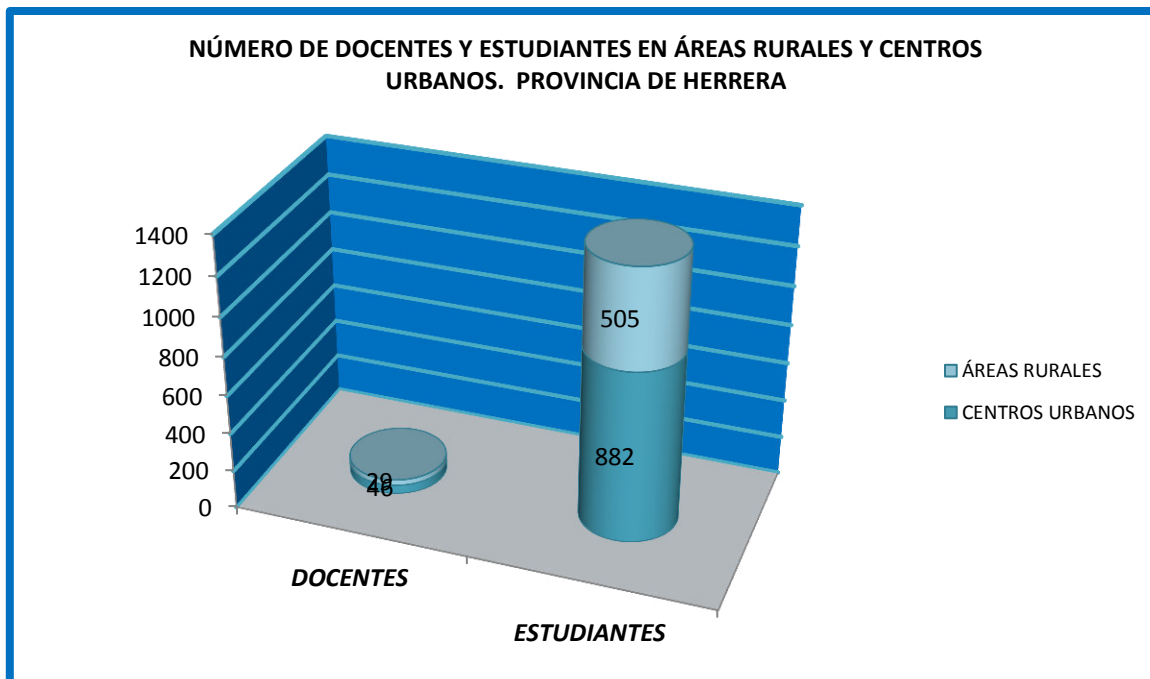 NÚMERO DE DOCENTES Y ESTUDIANTES EN ÁREAS RURALES Y CENTROS
URBANOS. PROVINCIA DE HERRERA
1400
1200
1000
800
600
400
200
0
505
882
46
DOCENTES
ESTUDIANTES
ÁREAS RURALES
CENTROS URBANOS